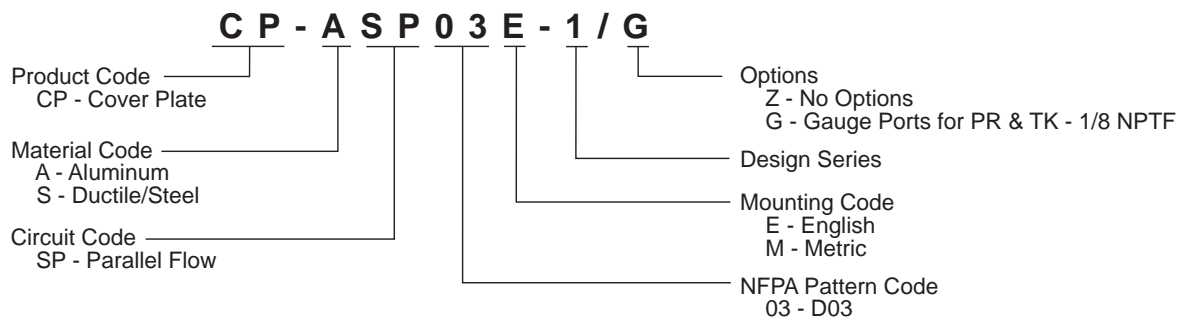 CP-ASP03E-1/G
Product Code
CP - Cover Plate
Material Code
A - Aluminum
S - Ductile/Steel
Circuit Code
SP - Parallel Flow
Options
Z - No Options
G - Gauge Ports for PR & TK - 1/8 NPTF
Design Series
Mounting Code
E - English
M - Metric
NFPA Pattern Code
03 - D03